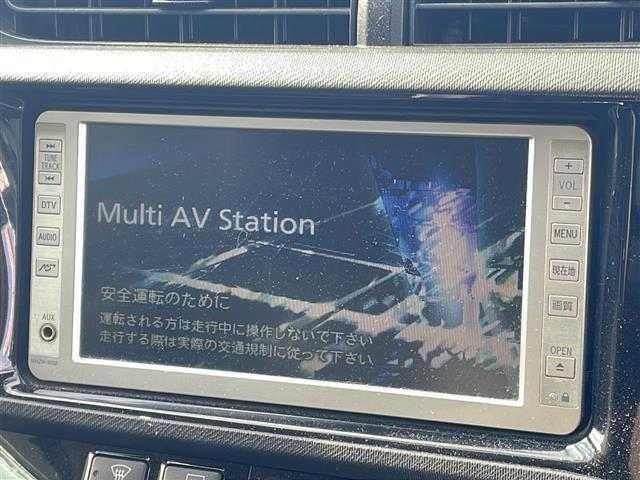 TUNE
TRACK
DTV
AUDIO
AUX
Multi AV Station
安全運転のために
運転される方は走行中に操作しないで下さい
走行する際は実際の交通規制に従って下さい
+
VOL
−
MENU
現在地
画質
OPEN